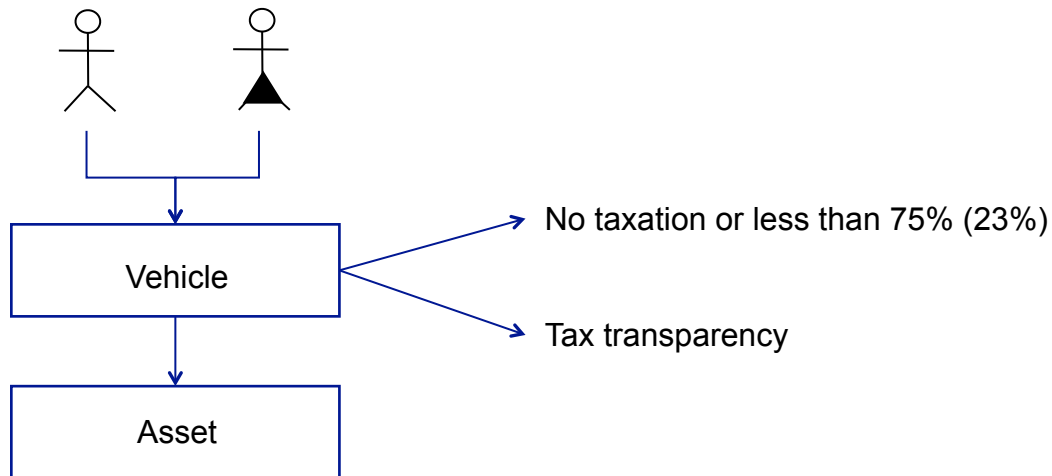 No taxation or less than 75% (23%)
Vehicle
Tax transparency
Asset